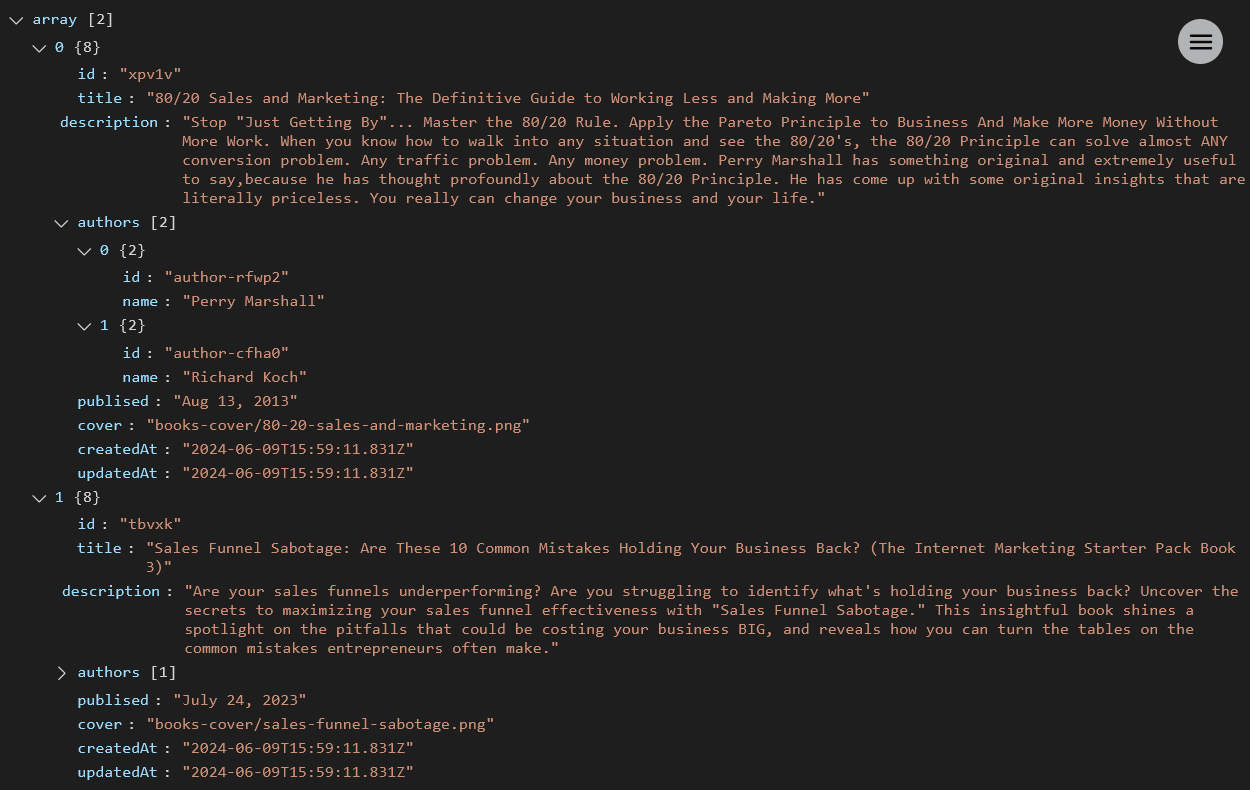 array [2]
0 {8}
id : "xpv1v"
title : "80/20 Sales and Marketing: The Definitive Guide to Working Less and Making More"
description : "Stop "Just Getting By"... Master the 80/20 Rule. Apply the Pareto Principle to Business And Make More Money Without
More Work. When you know how to walk into any situation and see the 80/20's, the 80/20 Principle can solve almost ANY
conversion problem. Any traffic problem. Any money problem. Perry Marshall has something original and extremely useful
to say,because he has thought profoundly about the 80/20 Principle. He has come up with some original insights that are
literally priceless. You really can change your business and your life."
authors [2]
0 {2}
id : "author-rfwp2"
name : "Perry Marshall"
1 {2}
id : "author-cfha0"
name : "Richard Koch"
publised : "Aug 13, 2013"
cover : "books-cover/80-20-sales-and-marketing.png"
createdAt : "2024-06-09T15:59:11.831Z"
updatedAt : "2024-06-09T15:59:11.831Z"
1 {8}
id : "tbvxk"
title : "Sales Funnel Sabotage: Are These 10 Common Mistakes Holding Your Business Back? (The Internet Marketing Starter Pack Book
3)"
description : "Are your sales funnels underperforming? Are you struggling to identify what's holding your business back? Uncover the
secrets to maximizing your sales funnel effectiveness with "Sales Funnel Sabotage." This insightful book shines a
spotlight on the pitfalls that could be costing your business BIG, and reveals how you can turn the tables on the
common mistakes entrepreneurs often make."
authors [1]
publised : "July 24, 2023"
cover : "books-cover/sales-funnel-sabotage.png"
createdAt : "2024-06-09T15:59:11.831Z"
updatedAt : "2024-06-09T15:59:11.831Z"